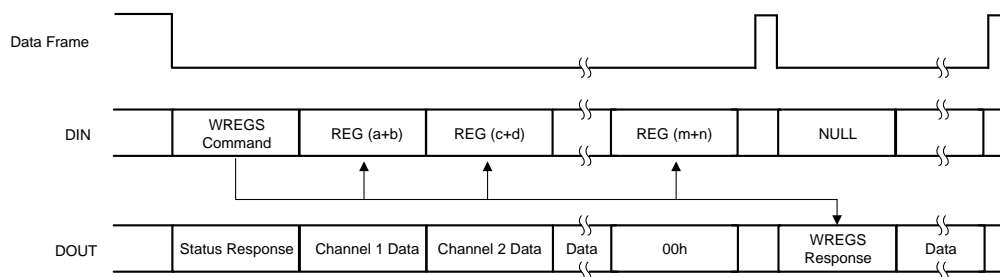 Data Frame
DIN
WREGS
Command
REG (a+b)
REG (c+d)
REG (m+n)
NULL
DOUT
Status Response
Channel 1 Data
Channel 2 Data
Data
00h
WREGS
Response
Data